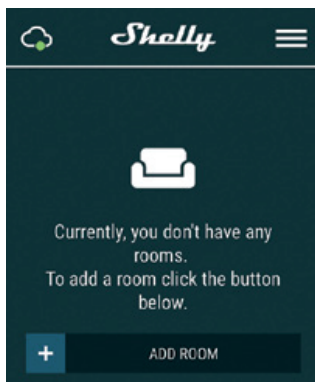 Shelly
Currently, you don't have any
rooms.
To add a room click the button
below.
+ ADD ROOM